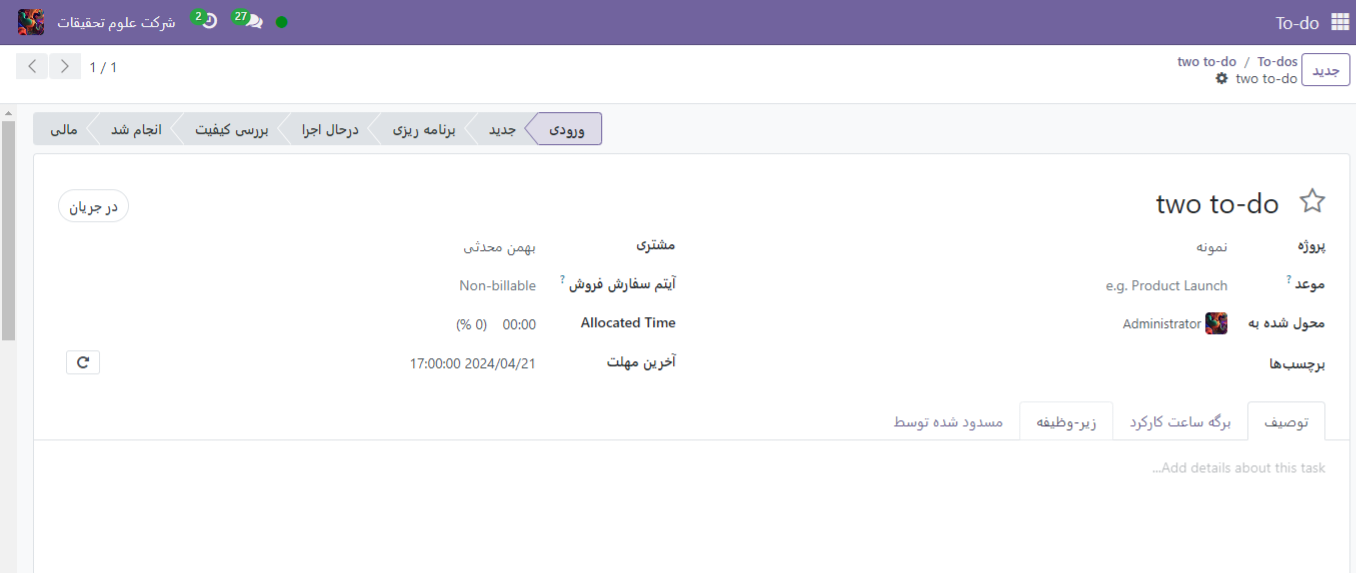 To-do
27
2
شرکت علوم تحقیقات
جدید
To-dos / two to-do
two to-do
1 / 1
ورودی
جدید
برنامه ریزی
درحال اجرا
بررسی کیفیت
انجام شد
مالی
two to-do
در جریان
پروژه نمونه
موعد ? e.g. Product Launch
محول شده به Administrator
برچسب‌ها
مشتری بهمن محدثی
آیتم سفارش فروش ? Non-billable
Allocated Time 00:00 (% 0)
آخرین مهلت 2024/04/21 17:00:00
توصیف
برگه ساعت کارکرد
زیر-وظیفه
مسدود شده توسط
...Add details about this task